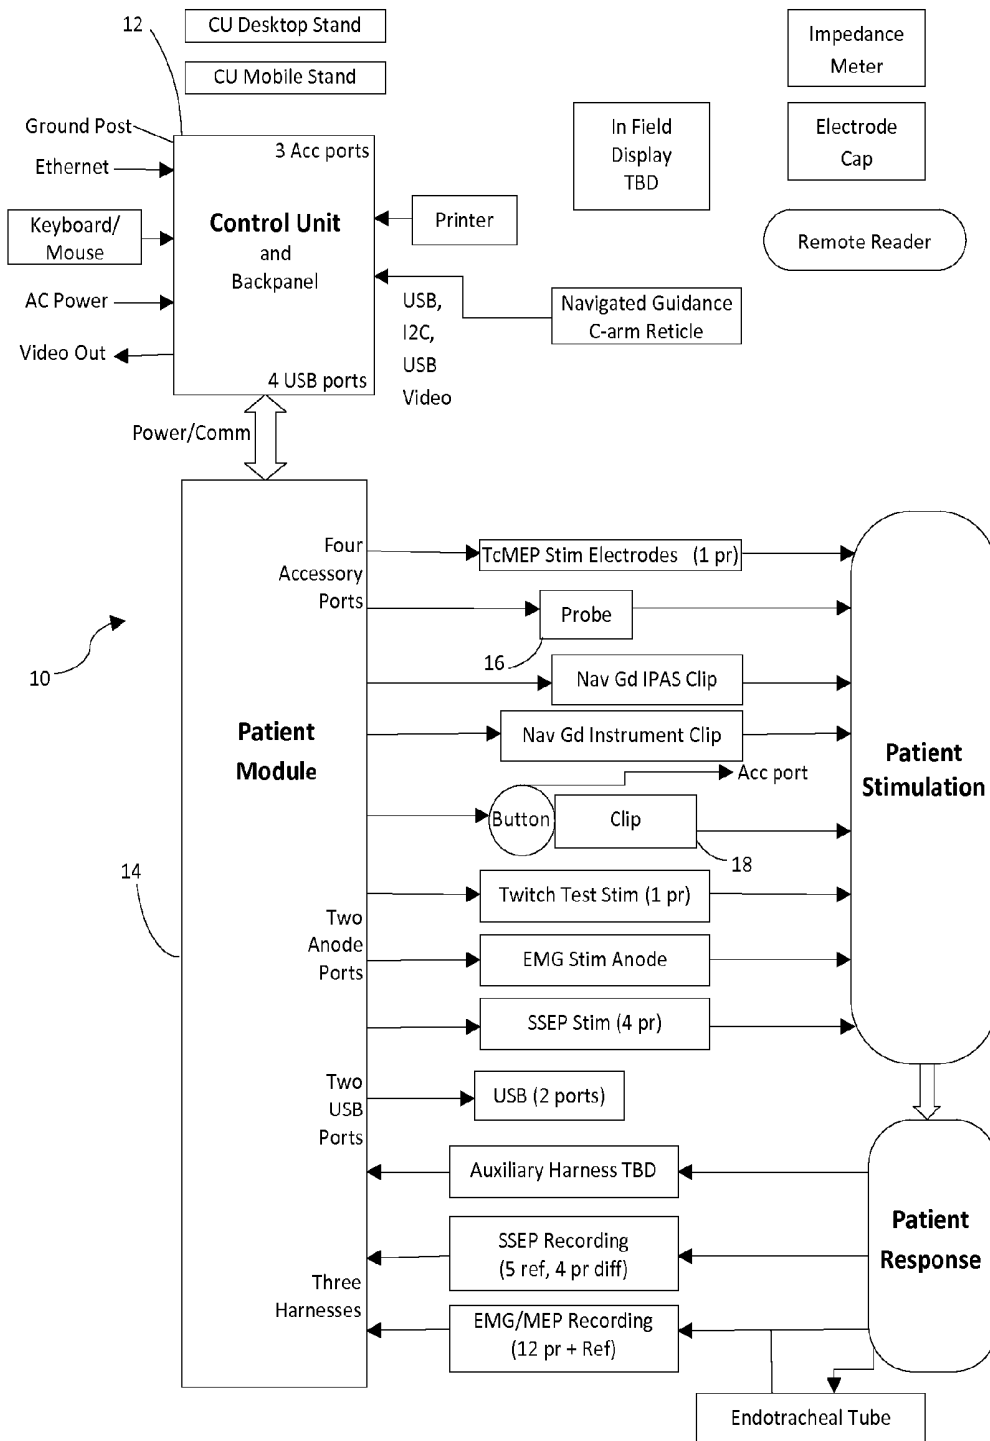 12
CU Desktop Stand
CU Mobile Stand
Impedance
Meter
In Field
Display
TBD
Electrode
Cap
Remote Reader
Ground Post
Ethernet
Keyboard/
Mouse
AC Power
Video Out
3 Acc ports
Control Unit
and
Backpanel
4 USB ports
Printer
USB,
I2C,
USB
Video
Navigated Guidance
C-arm Reticle
Power/Comm
10
14
Patient
Module
Four
Accessory
Ports
TcMEP Stim Electrodes (1 pr)
Probe
16
Nav Gd IPAS Clip
Nav Gd Instrument Clip
Acc port
Button
Clip
18
Patient
Stimulation
Two
Anode
Ports
Twitch Test Stim (1 pr)
EMG Stim Anode
SSEP Stim (4 pr)
Two
USB
Ports
USB (2 ports)
Auxiliary Harness TBD
Three
Harnesses
SSEP Recording
(5 ref, 4 pr diff)
EMG/MEP Recording
(12 pr + Ref)
Patient
Response
Endotracheal Tube